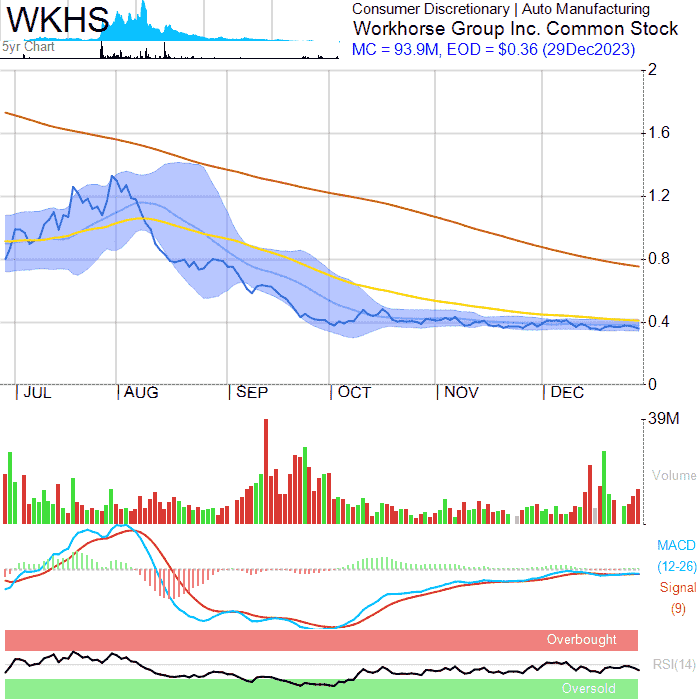 WKHS
5yr Chart
Consumer Discretionary | Auto Manufacturing
Workhorse Group Inc. Common Stock
MC = 93.9M, EOD = $0.36 (29Dec2023)
2
1.6
1.2
0.8
0.4
0
JUL AUG SEP OCT NOV DEC
39M
Volume
MACD
(12-26)
Signal
(9)
Overbought
RSI(14)
Oversold